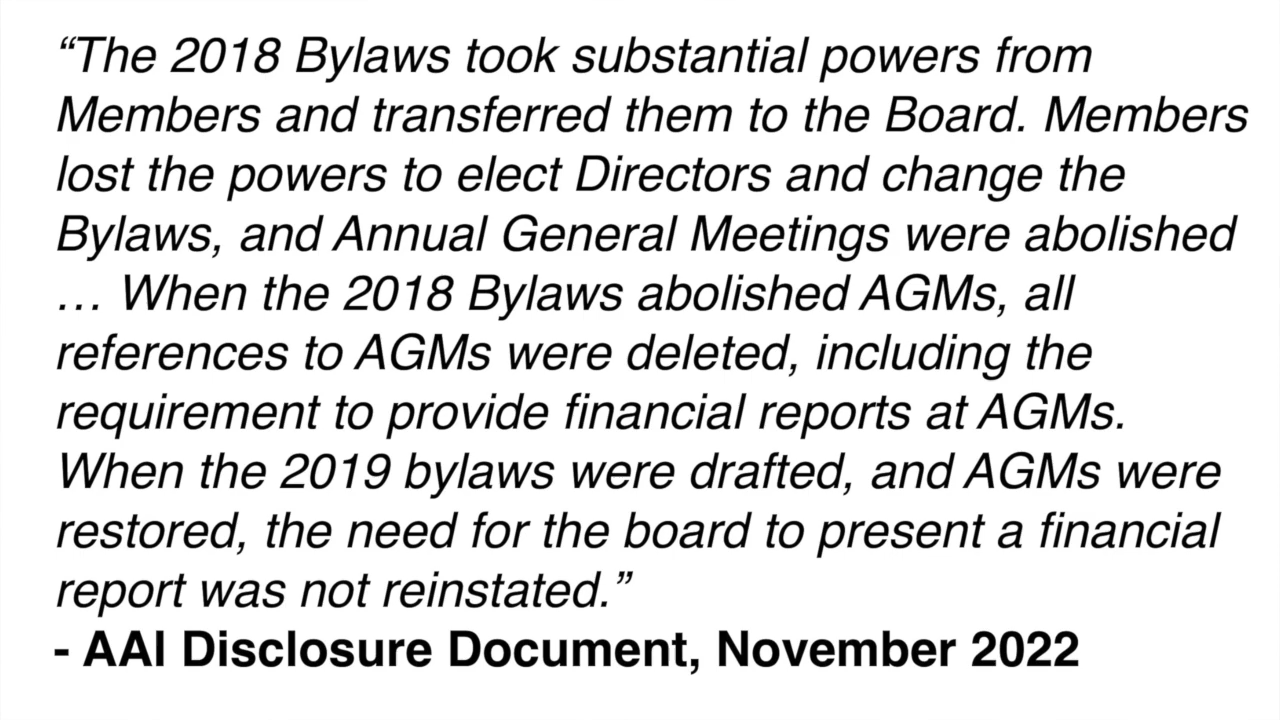 “The 2018 Bylaws took substantial powers from
Members and transferred them to the Board. Members
lost the powers to elect Directors and change the
Bylaws, and Annual General Meetings were abolished
… When the 2018 Bylaws abolished AGMs, all
references to AGMs were deleted, including the
requirement to provide financial reports at AGMs.
When the 2019 bylaws were drafted, and AGMs were
restored, the need for the board to present a financial
report was not reinstated.”
- AAI Disclosure Document, November 2022